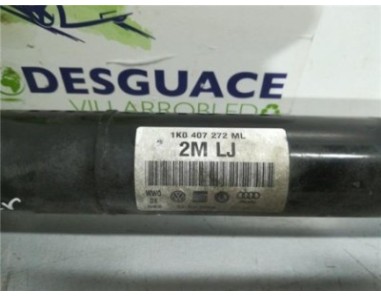 DESGUACE
VILLARROBLEDO
1K0 407 272 ML
2M LJ